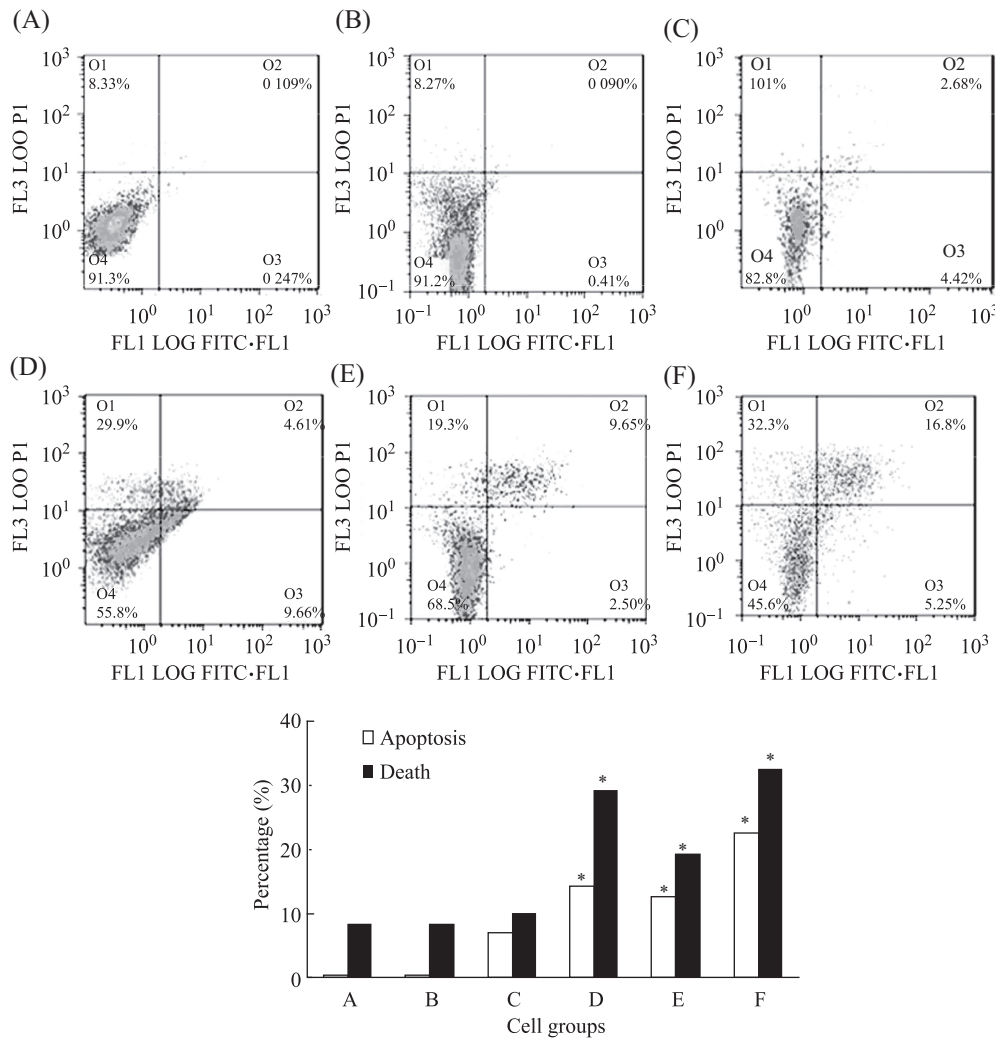 (A)
(B)
(C)
10³
10²
10¹
10⁰
FL3 LOO P1
O1
8.33%
O2
0 109%
O4
91.3%
O3
0 247%
10⁰ 10¹ 10² 10³
FL1 LOG FITC·FL1
10³
10²
10¹
10⁰
10⁻¹
FL3 LOO P1
O1
8.27%
O2
0 090%
O4
91.2%
O3
0.41%
10⁻¹ 10⁰ 10¹ 10² 10³
FL1 LOG FITC·FL1
10³
10²
10¹
10⁰
FL3 LOO P1
O1
101%
O2
2.68%
O4
82.8%
O3
4.42%
10⁰ 10¹ 10² 10³
FL1 LOG FITC·FL1
(D)
(E)
(F)
10³
10²
10¹
10⁰
FL3 LOO P1
O1
29.9%
O2
4.61%
O4
55.8%
O3
9.66%
10⁰ 10¹ 10² 10³
FL1 LOG FITC·FL1
10³
10²
10¹
10⁰
10⁻¹
FL3 LOO P1
O1
19.3%
O2
9.65%
O4
68.5%
O3
2.50%
10⁻¹ 10⁰ 10¹ 10² 10³
FL1 LOG FITC·FL1
10³
10²
10¹
10⁰
10⁻¹
FL3 LOO P1
O1
32.3%
O2
16.8%
O4
45.6%
O3
5.25%
10⁻¹ 10⁰ 10¹ 10² 10³
FL1 LOG FITC·FL1
40
30
20
10
0
Percentage (%)
Apoptosis
Death
* * * * * *
A B C D E F
Cell groups